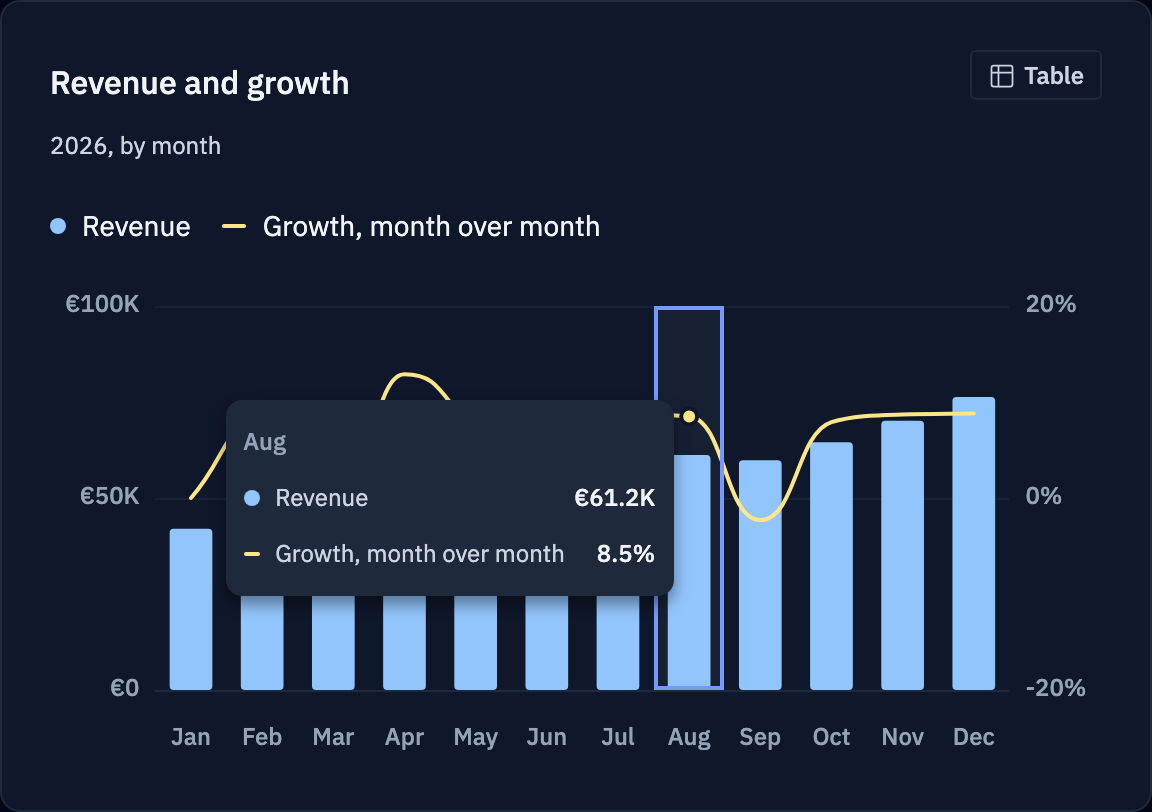 Revenue and growth
Table
2026, by month
Revenue
Growth, month over month
€100K
20%
Aug
Revenue €61.2K
Growth, month over month 8.5%
€50K
0%
€0
-20%
Jan Feb Mar Apr May Jun Jul Aug Sep Oct Nov Dec